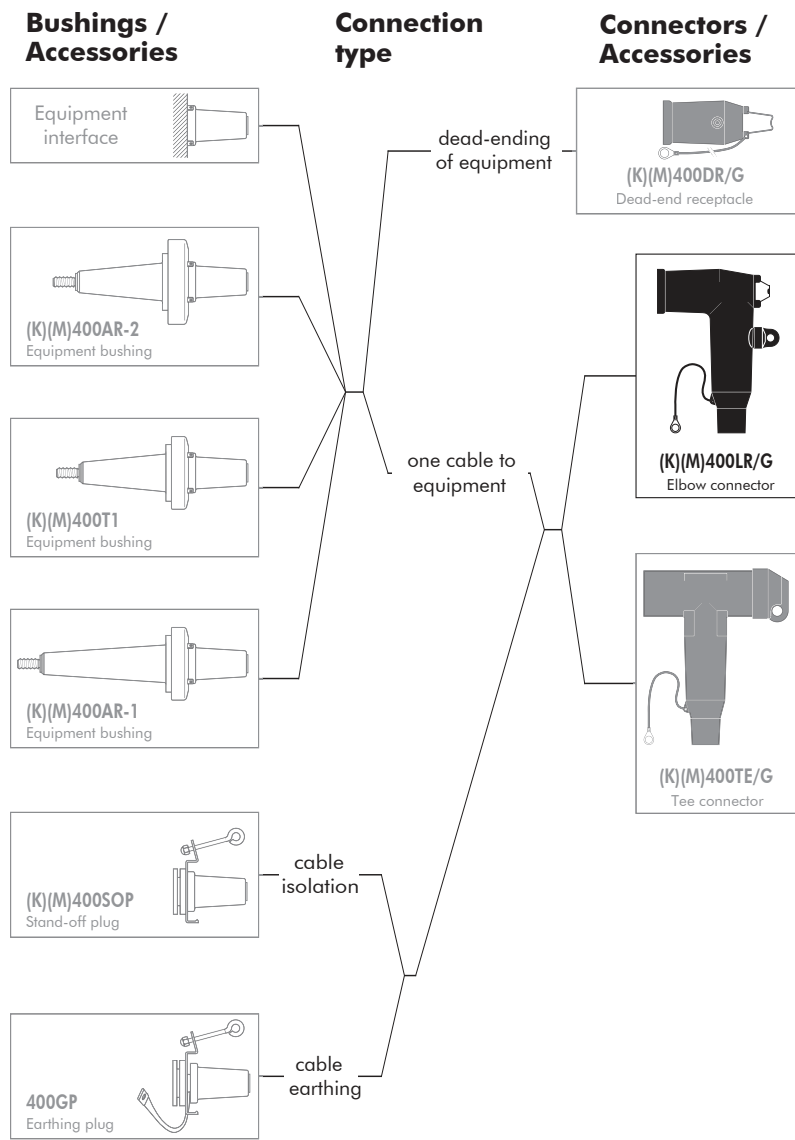 Bushings /
Accessories
Connection
type
Connectors /
Accessories
Equipment
interface
dead-ending
of equipment
(K)(M)400DR/G
Dead-end receptacle
(K)(M)400AR-2
Equipment bushing
one cable to
equipment
(K)(M)400LR/G
Elbow connector
(K)(M)400T1
Equipment bushing
(K)(M)400AR-1
Equipment bushing
(K)(M)400TE/G
Tee connector
(K)(M)400SOP
Stand-off plug
cable
isolation
400GP
Earthing plug
cable
earthing